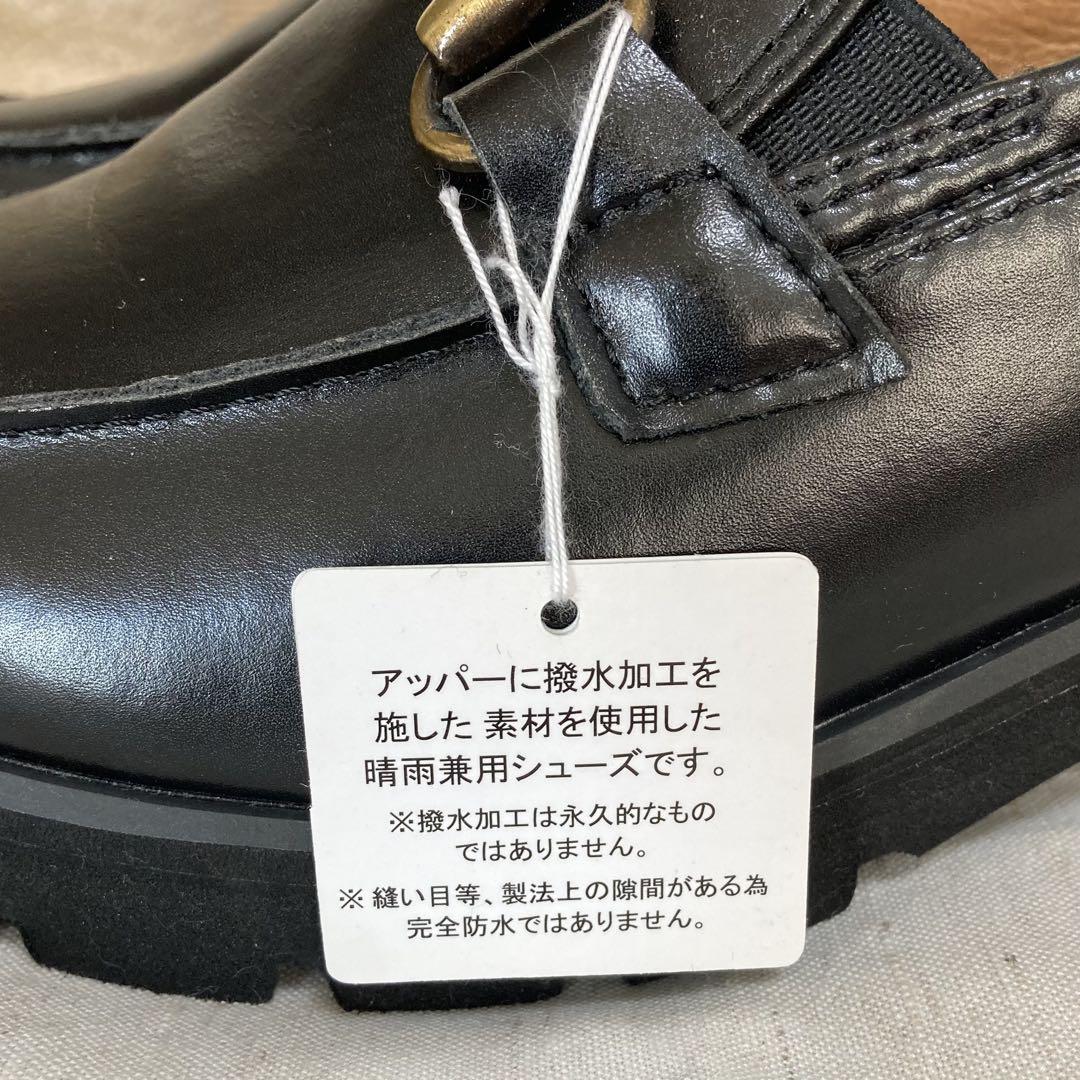 アッパーに撥水加工を
施した 素材を使用した
晴雨兼用シューズです。
※撥水加工は永久的なもの
ではありません。
※ 縫い目等、製法上の隙間がある為
完全防水ではありません。